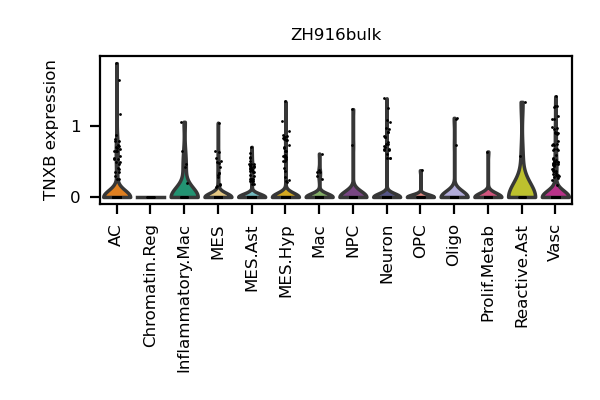 ZH916bulk
TNXB expression
1
0
AC
Chromatin.Reg
Inflammatory.Mac
MES
MES.Ast
MES.Hyp
Mac
NPC
Neuron
OPC
Oligo
Prolif.Metab
Reactive.Ast
Vasc